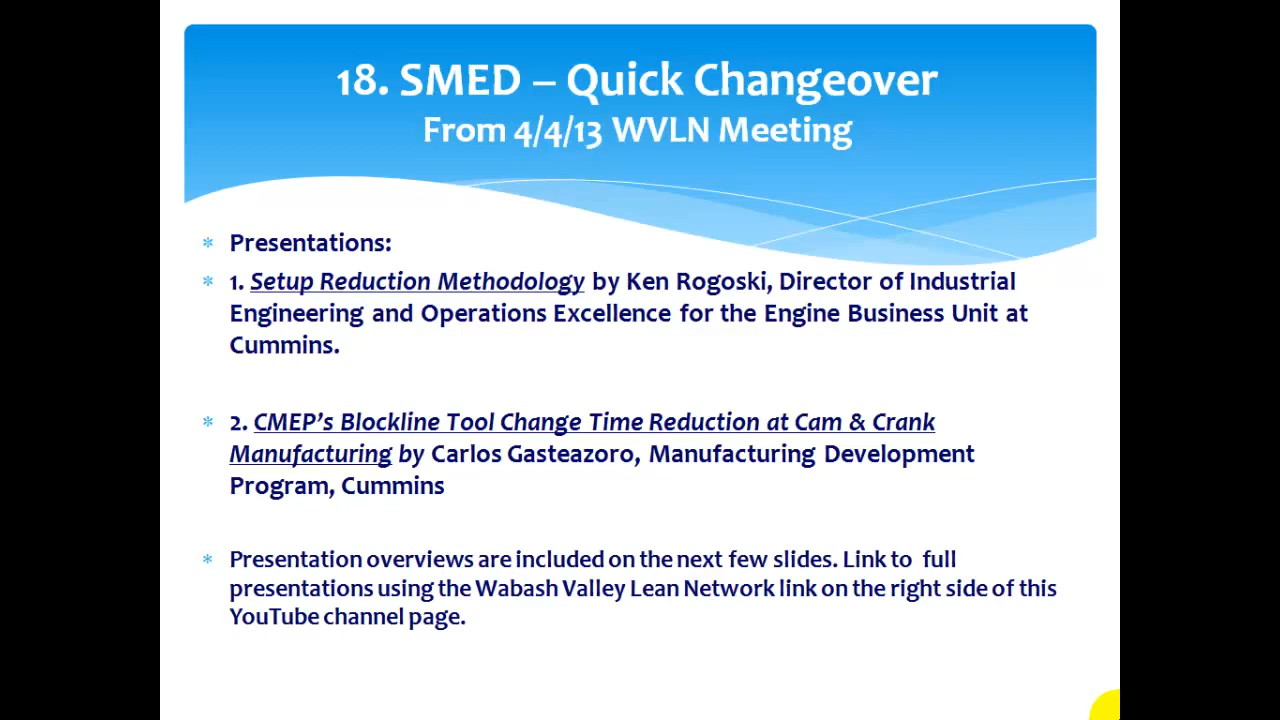 18. SMED – Quick Changeover
From 4/4/13 WVLN Meeting
Presentations:
1. Setup Reduction Methodology by Ken Rogoski, Director of Industrial
Engineering and Operations Excellence for the Engine Business Unit at
Cummins.
2. CMEP’s Blockline Tool Change Time Reduction at Cam & Crank
Manufacturing by Carlos Gasteazoro, Manufacturing Development
Program, Cummins
Presentation overviews are included on the next few slides. Link to full
presentations using the Wabash Valley Lean Network link on the right side of this
YouTube channel page.